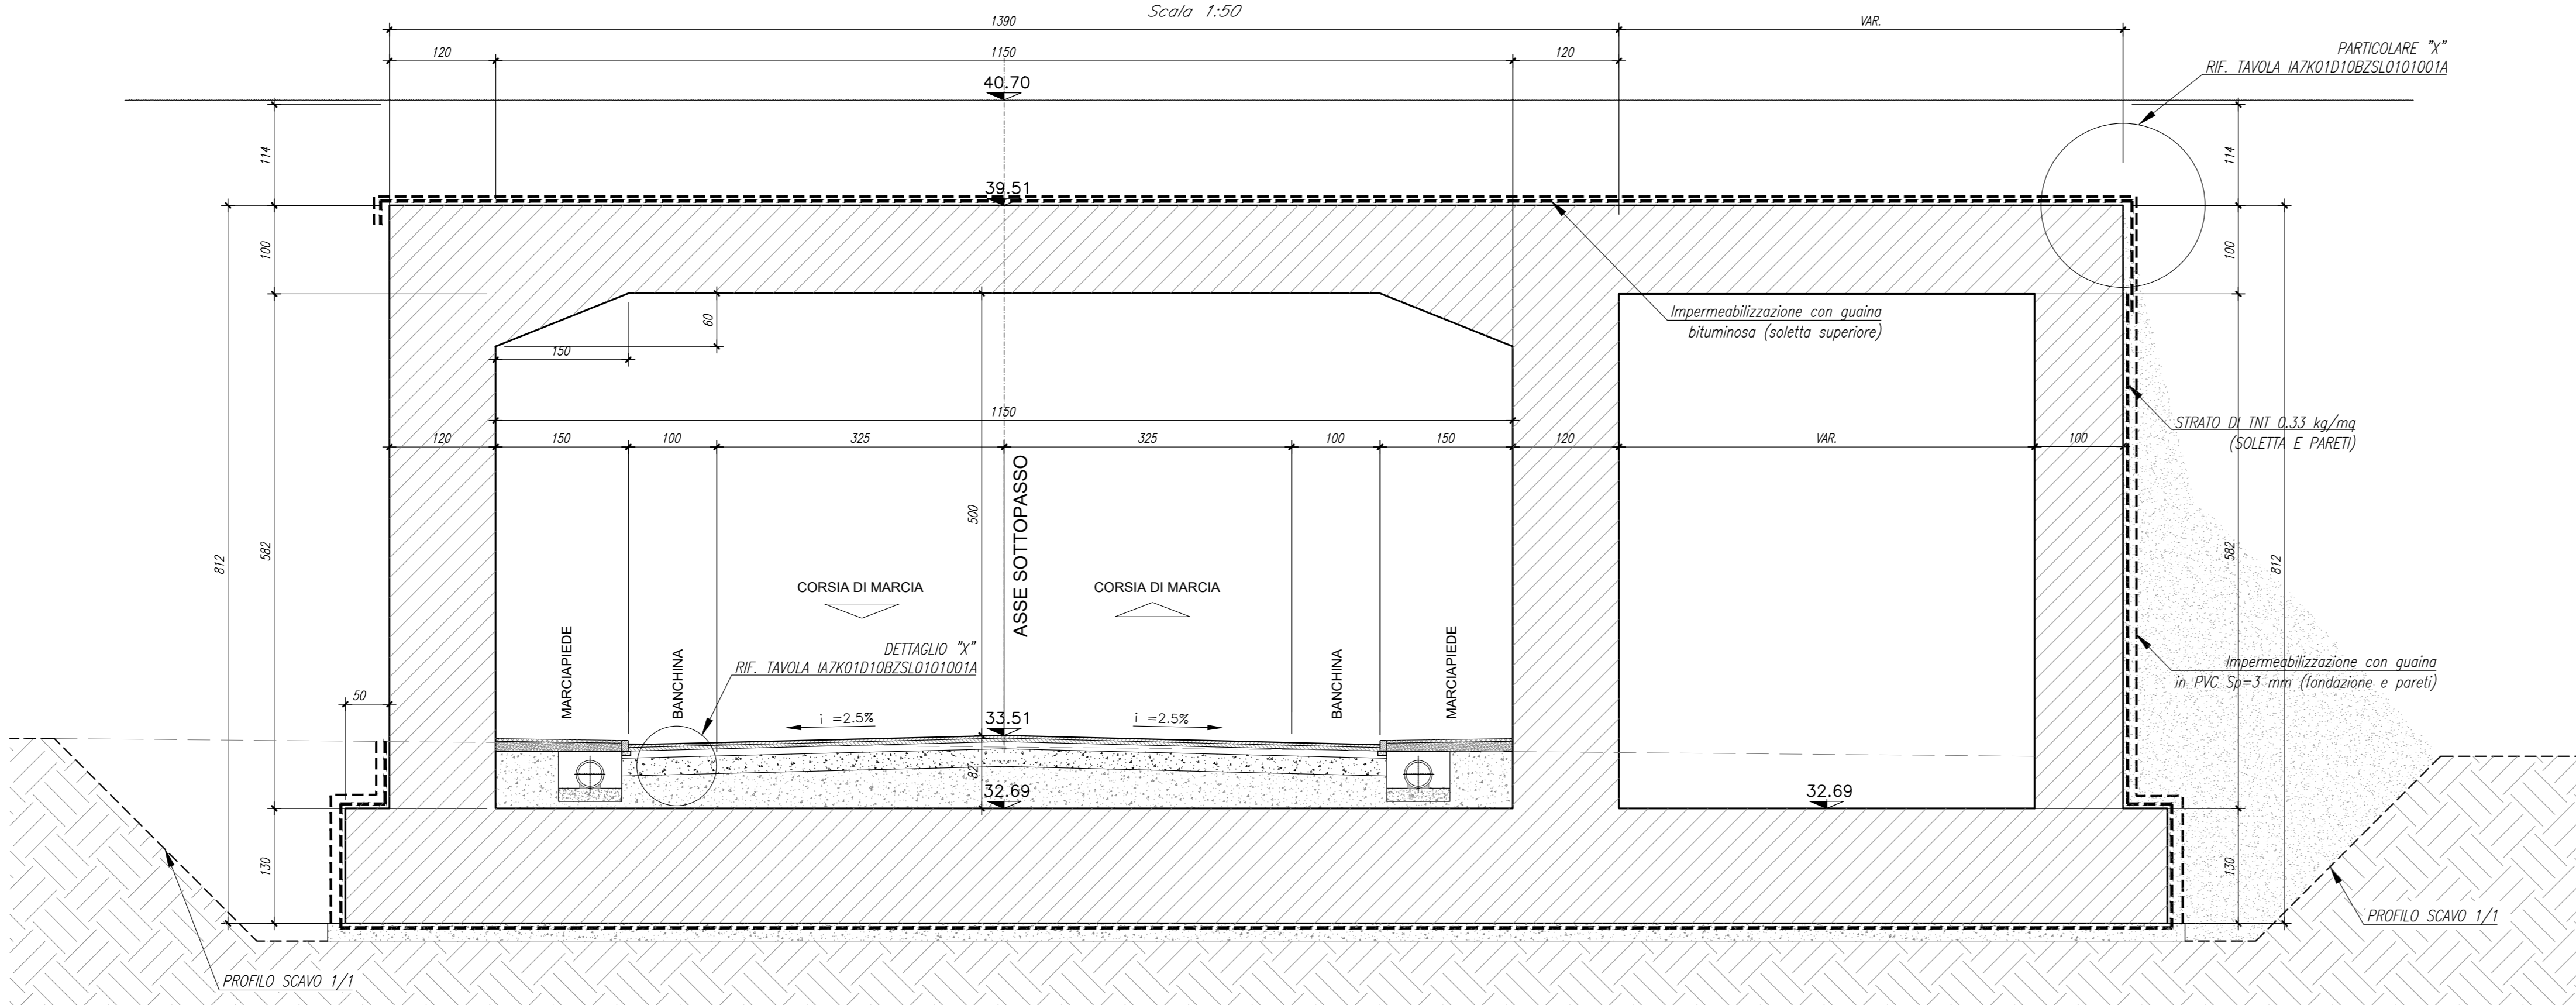 Scala 1:50
1390
VAR.
120
1150
120
PARTICOLARE "X"
RIF. TAVOLA IA7K01D10BZSL0101001A
40.70
114
114
39.51
100
100
60
150
Impermeabilizzazione con guaina
bituminosa (soletta superiore)
1150
120
150
100
325
325
100
150
120
VAR.
100
STRATO DI TNT 0.33 kg/mq
(SOLETTA E PARETI)
ASSE SOTTOPASSO
500
812
582
582
812
CORSIA DI MARCIA
CORSIA DI MARCIA
MARCIAPIEDE
BANCHINA
DETTAGLIO "X"
RIF. TAVOLA IA7K01D10BZSL0101001A
BANCHINA
MARCIAPIEDE
Impermeabilizzazione con guaina
in PVC Sp=3 mm (fondazione e pareti)
50
i =2.5%
33.51
i =2.5%
82
32.69
32.69
130
130
PROFILO SCAVO 1/1
PROFILO SCAVO 1/1